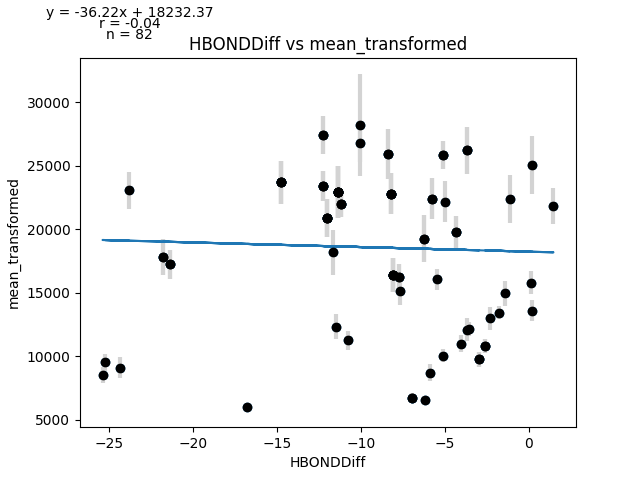 y = -36.22x + 18232.37
r = -0.04
n = 82
HBONDDiff vs mean_transformed
mean_transformed
30000
25000
20000
15000
10000
5000
−25
−20
−15
−10
−5
0
HBONDDiff